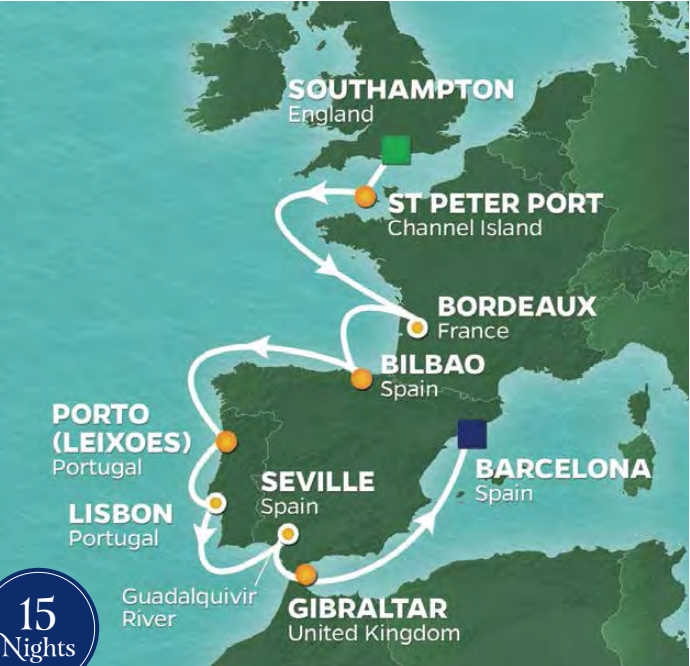 SOUTHAMPTON
England
ST PETER PORT
Channel Island
BORDEAUX
France
BILBAO
Spain
PORTO
(LEIXOES)
Portugal
BARCELONA
Spain
SEVILLE
Spain
LISBON
Portugal
Guadalquivir
River
GIBRALTAR
United Kingdom
15
Nights